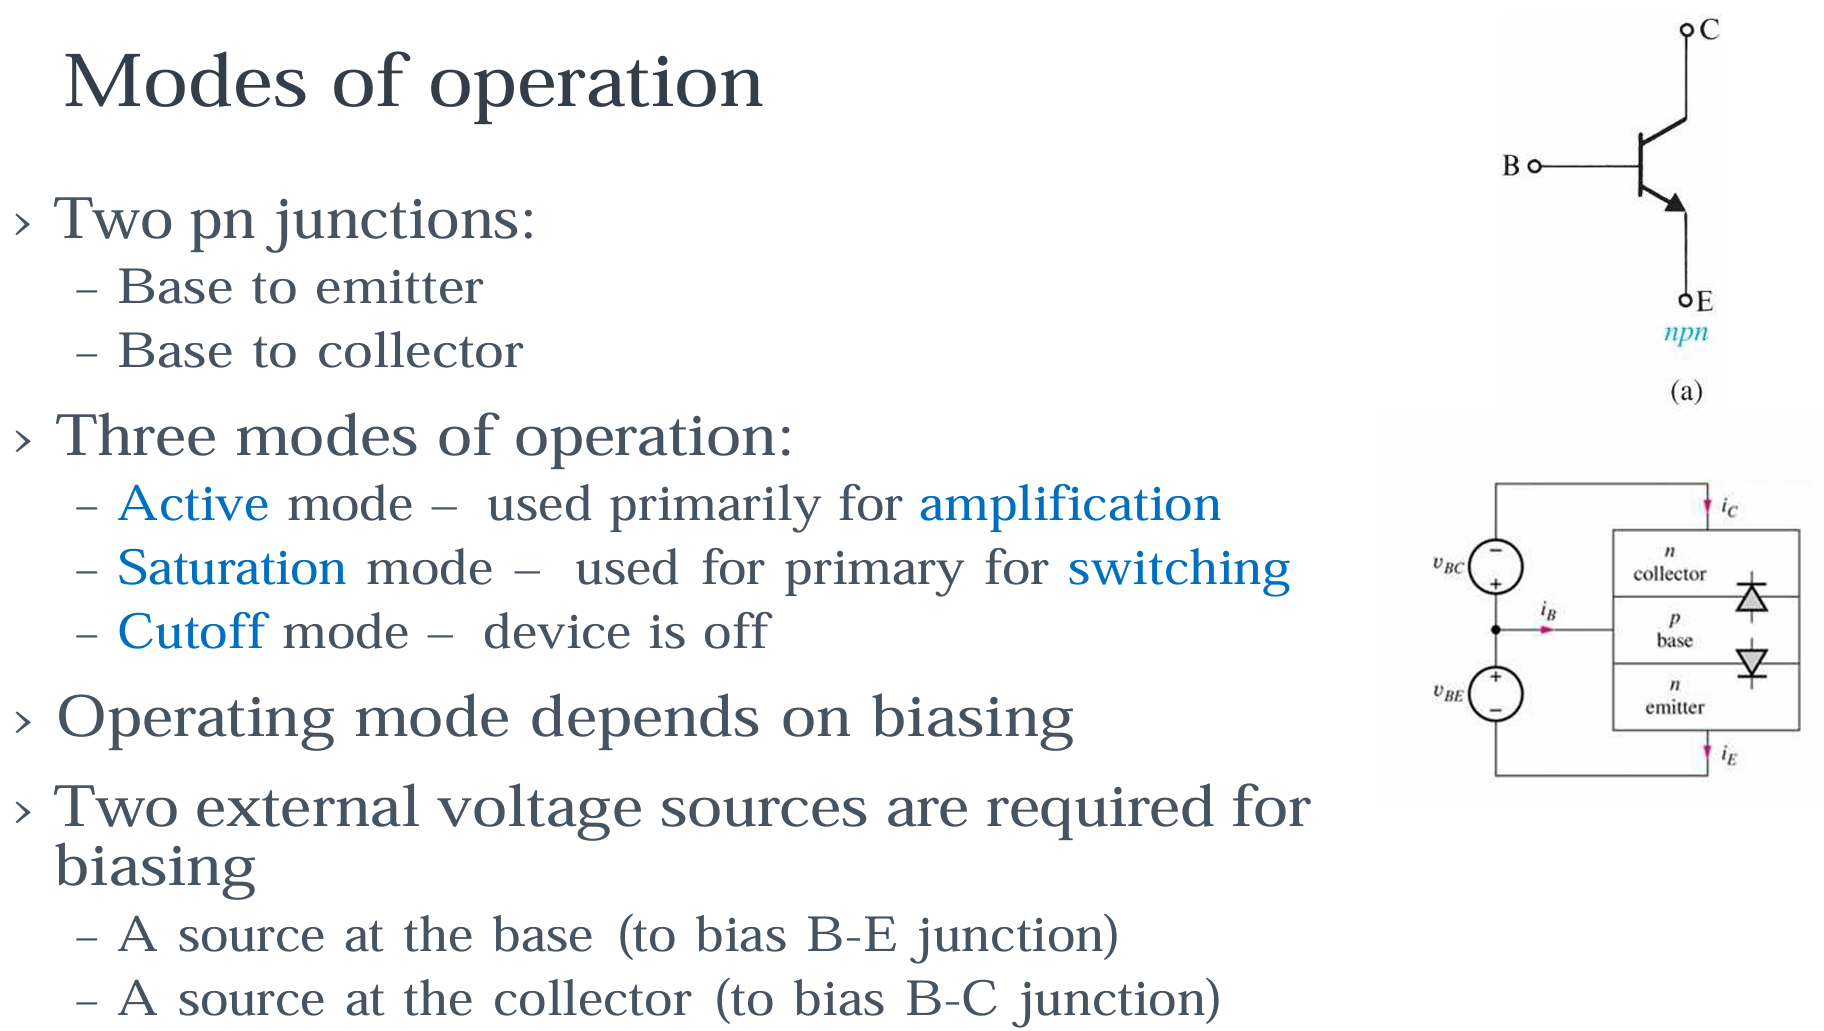 Modes of operation
› Two pn junctions:
– Base to emitter
– Base to collector
› Three modes of operation:
– Active mode – used primarily for amplification
– Saturation mode – used for primary for switching
– Cutoff mode – device is off
› Operating mode depends on biasing
› Two external voltage sources are required for
biasing
– A source at the base (to bias B-E junction)
– A source at the collector (to bias B-C junction)
C
B
E
npn
(a)
iC
n
collector
vBC
−
+
iB
p
base
vBE
+
−
n
emitter
iE